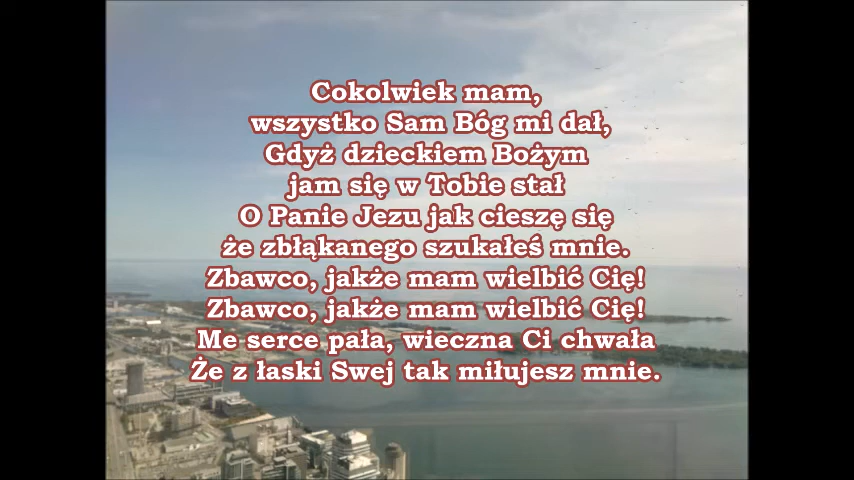 Cokolwiek mam,
wszystko Sam Bóg mi dał,
Gdyż dzieckiem Bożym
jam się w Tobie stał
O Panie Jezu jak cieszę się
że zbłąkanego szukałeś mnie.
Zbawco, jakże mam wielbić Cię!
Zbawco, jakże mam wielbić Cię!
Me serce pała, wieczna Ci chwała
Że z łaski Swej tak miłujesz mnie.